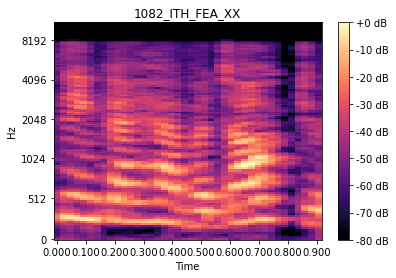 1082_ITH_FEA_XX
+0 dB
8192
-10 dB
4096
-20 dB
-30 dB
2048
Hz
-40 dB
1024
-50 dB
512
-60 dB
-70 dB
0
-80 dB
0.000 0.100 0.200 0.300 0.400 0.500 0.600 0.700 0.800 0.900
Time